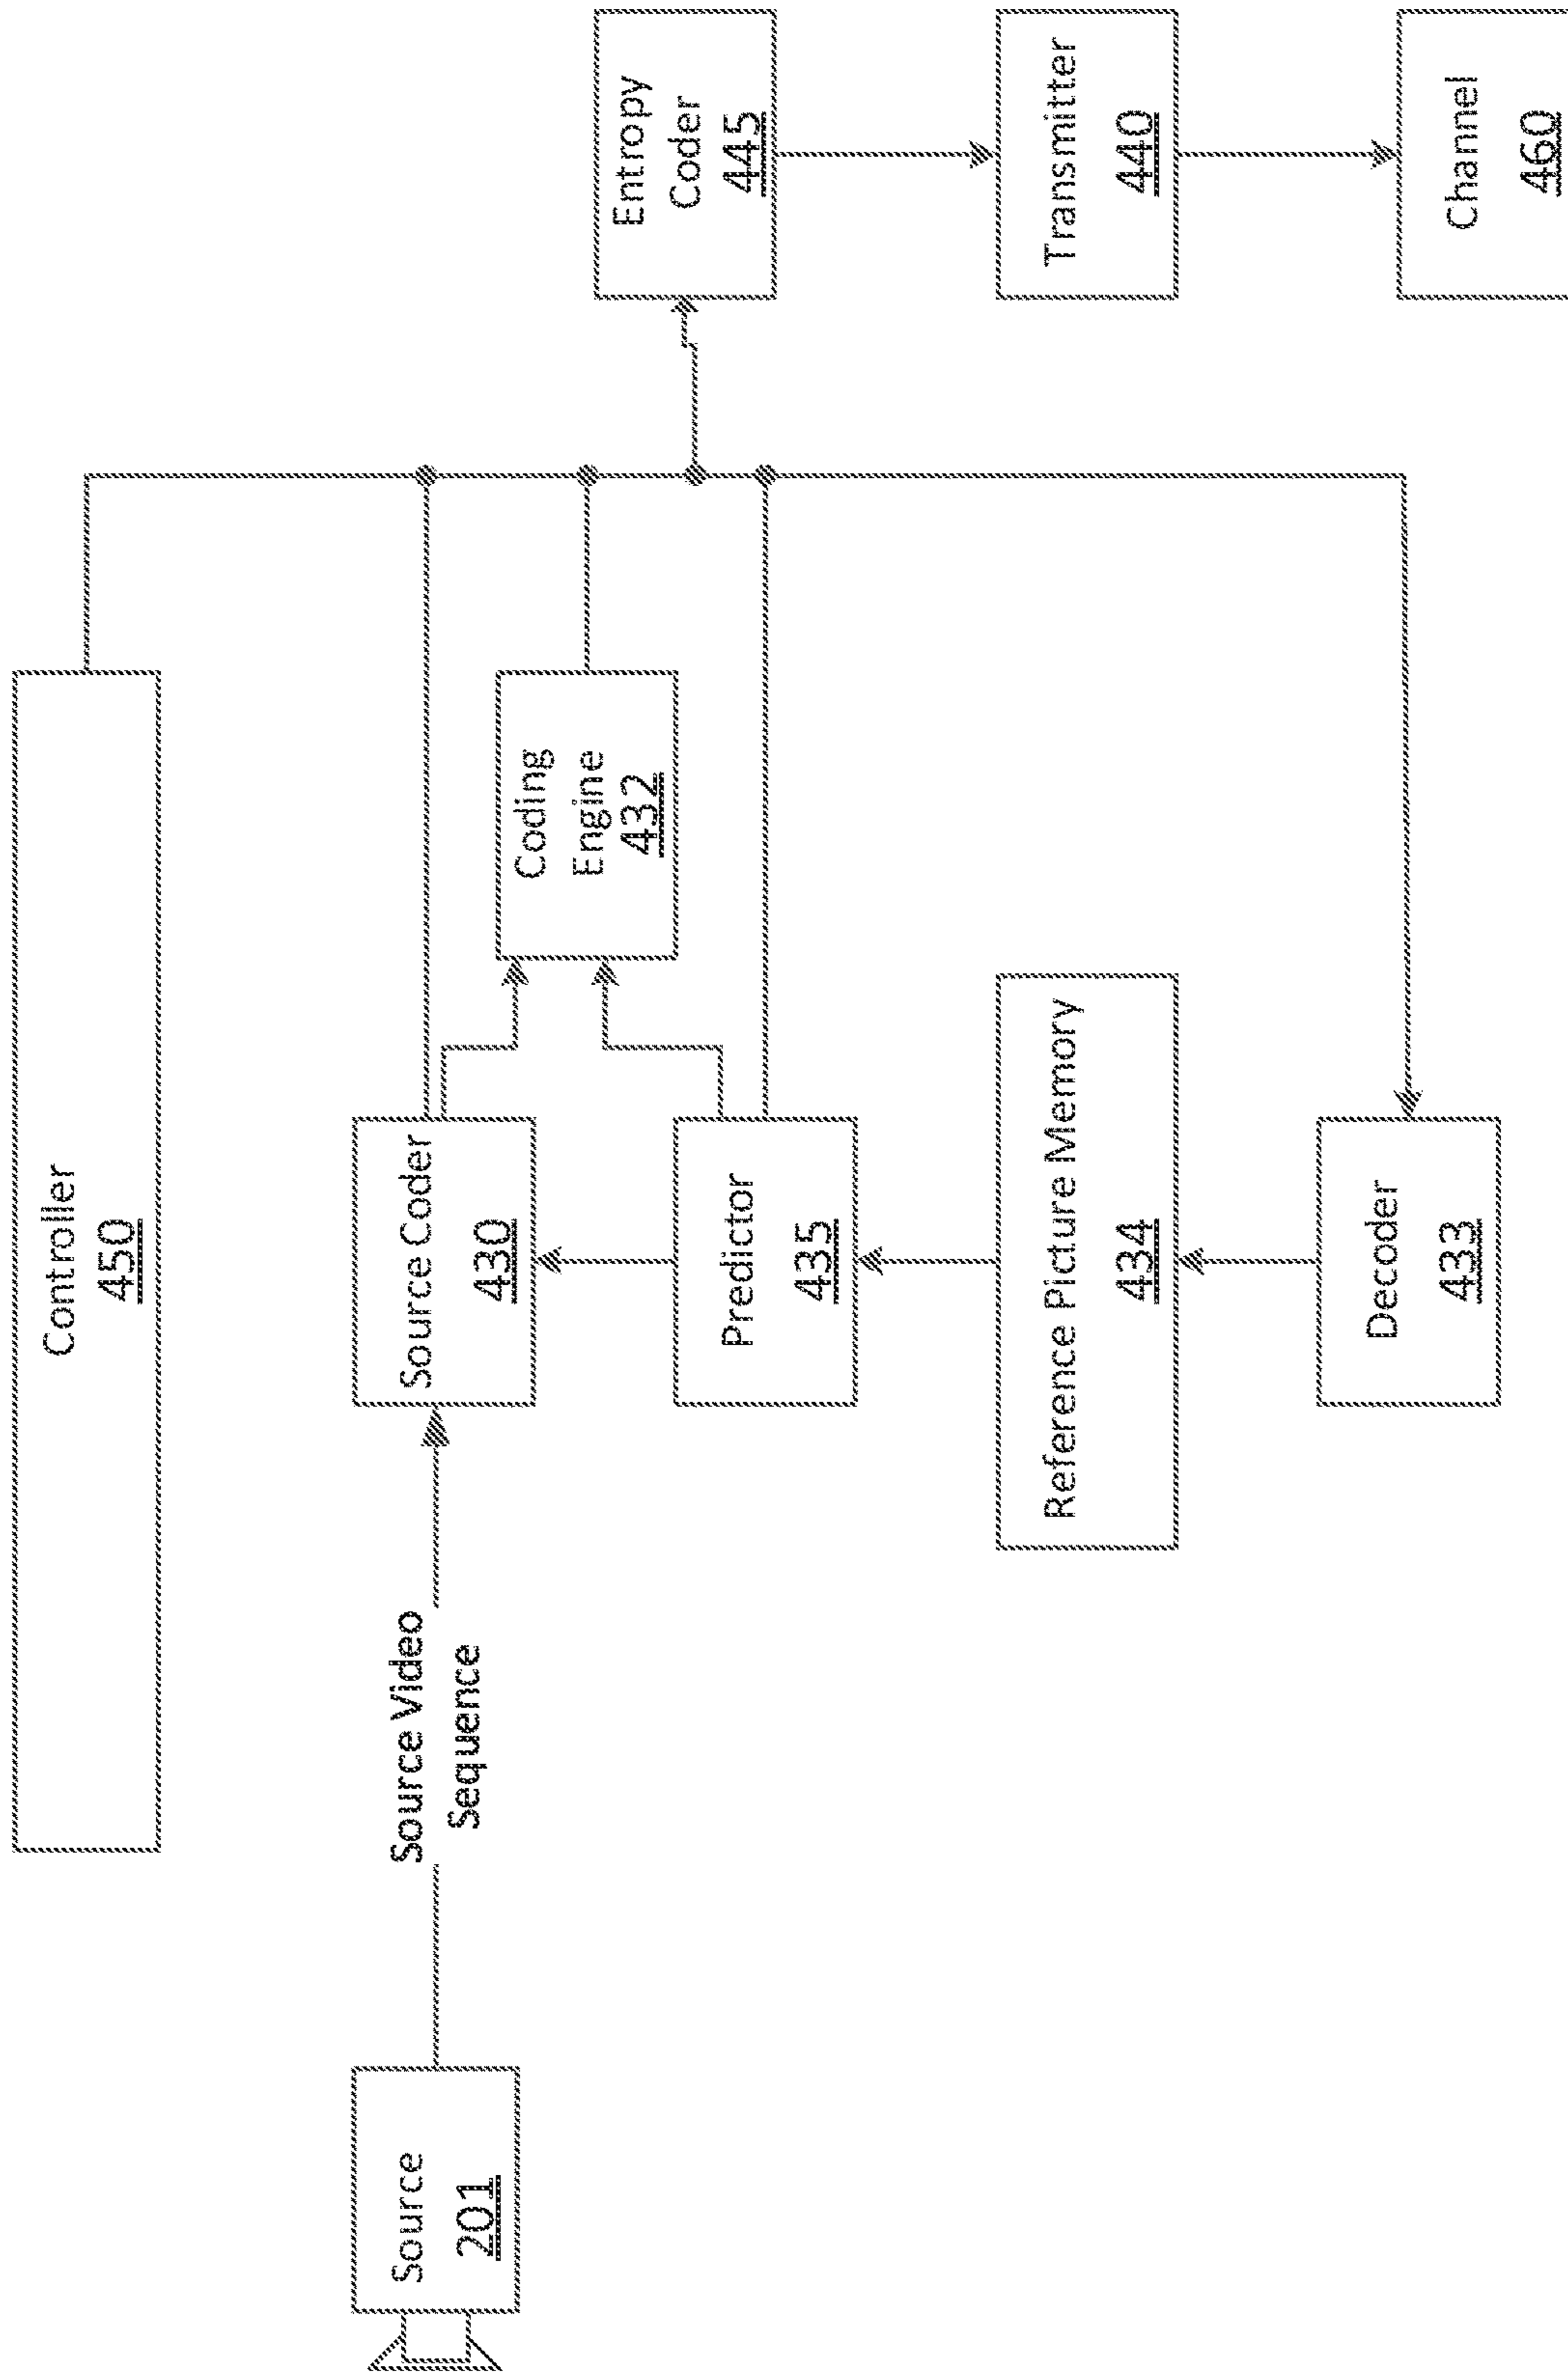 Controller
450
Source
201
Source Video
Sequence
Source Coder
430
Coding
Engine
432
Predictor
435
Reference Picture Memory
434
Decoder
433
Entropy
Coder
445
Transmitter
440
Channel
460